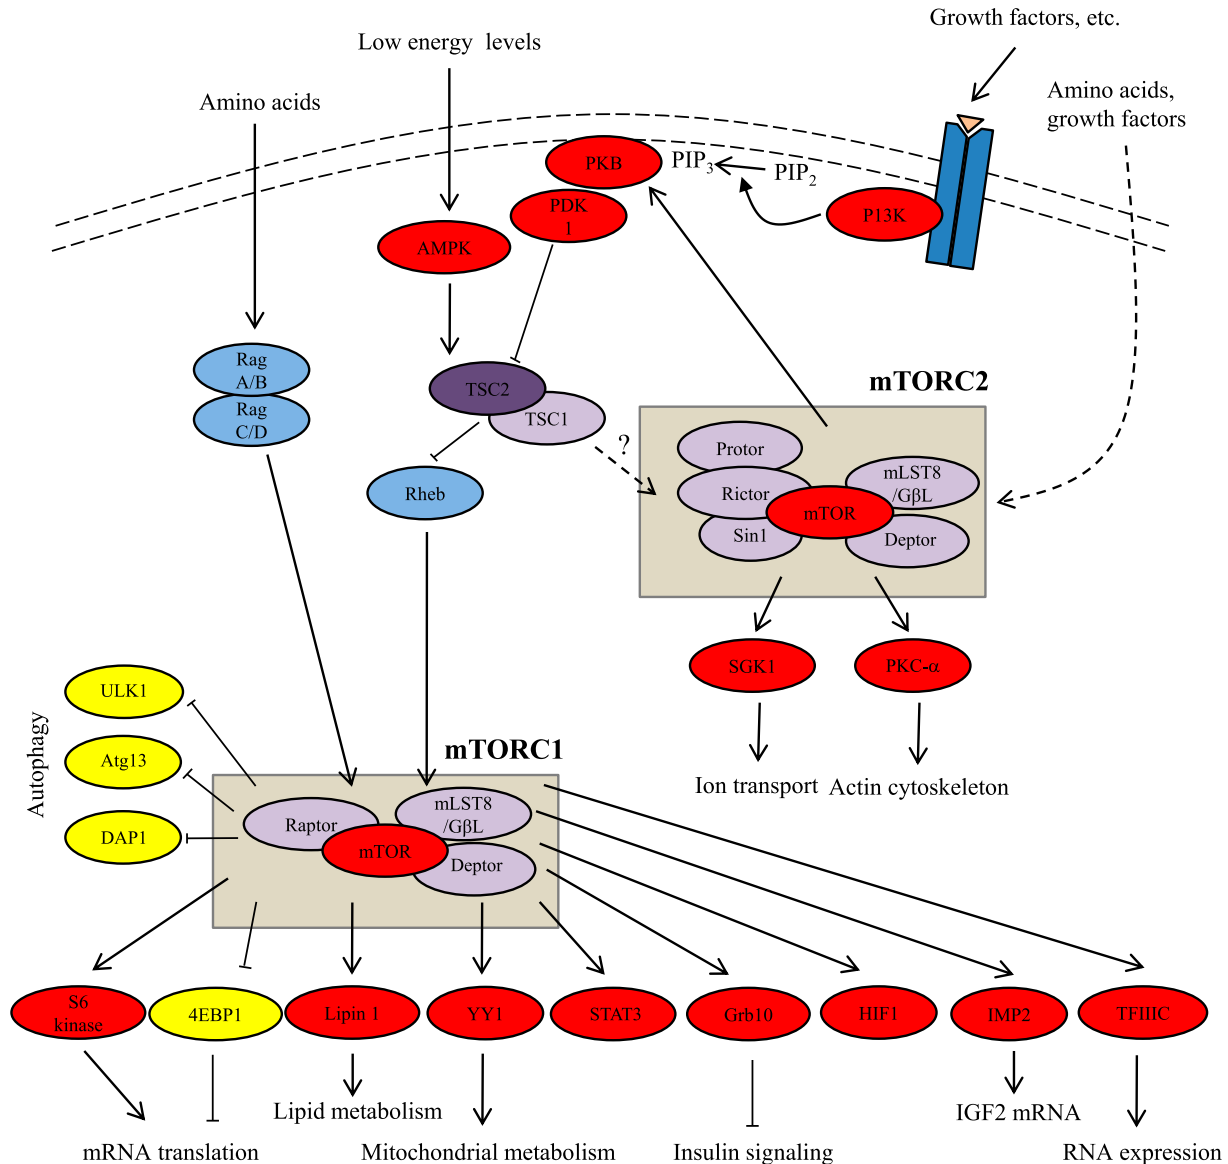 Growth factors, etc.
Low energy levels
Amino acids
Amino acids,
growth factors
PKB
PIP3
PIP2
PDK
1
P13K
AMPK
Rag
A/B
Rag
C/D
TSC2
TSC1
mTORC2
?
Protor
Rictor
Sin1
mTOR
mLST8
/GβL
Deptor
Rheb
SGK1
PKC-α
Ion transport
Actin cytoskeleton
Autophagy
ULK1
Atg13
DAP1
mTORC1
Raptor
mTOR
mLST8
/GβL
Deptor
S6
kinase
4EBP1
Lipin 1
YY1
STAT3
Grb10
HIF1
IMP2
TFIIIC
Lipid metabolism
IGF2 mRNA
mRNA translation
Mitochondrial metabolism
Insulin signaling
RNA expression